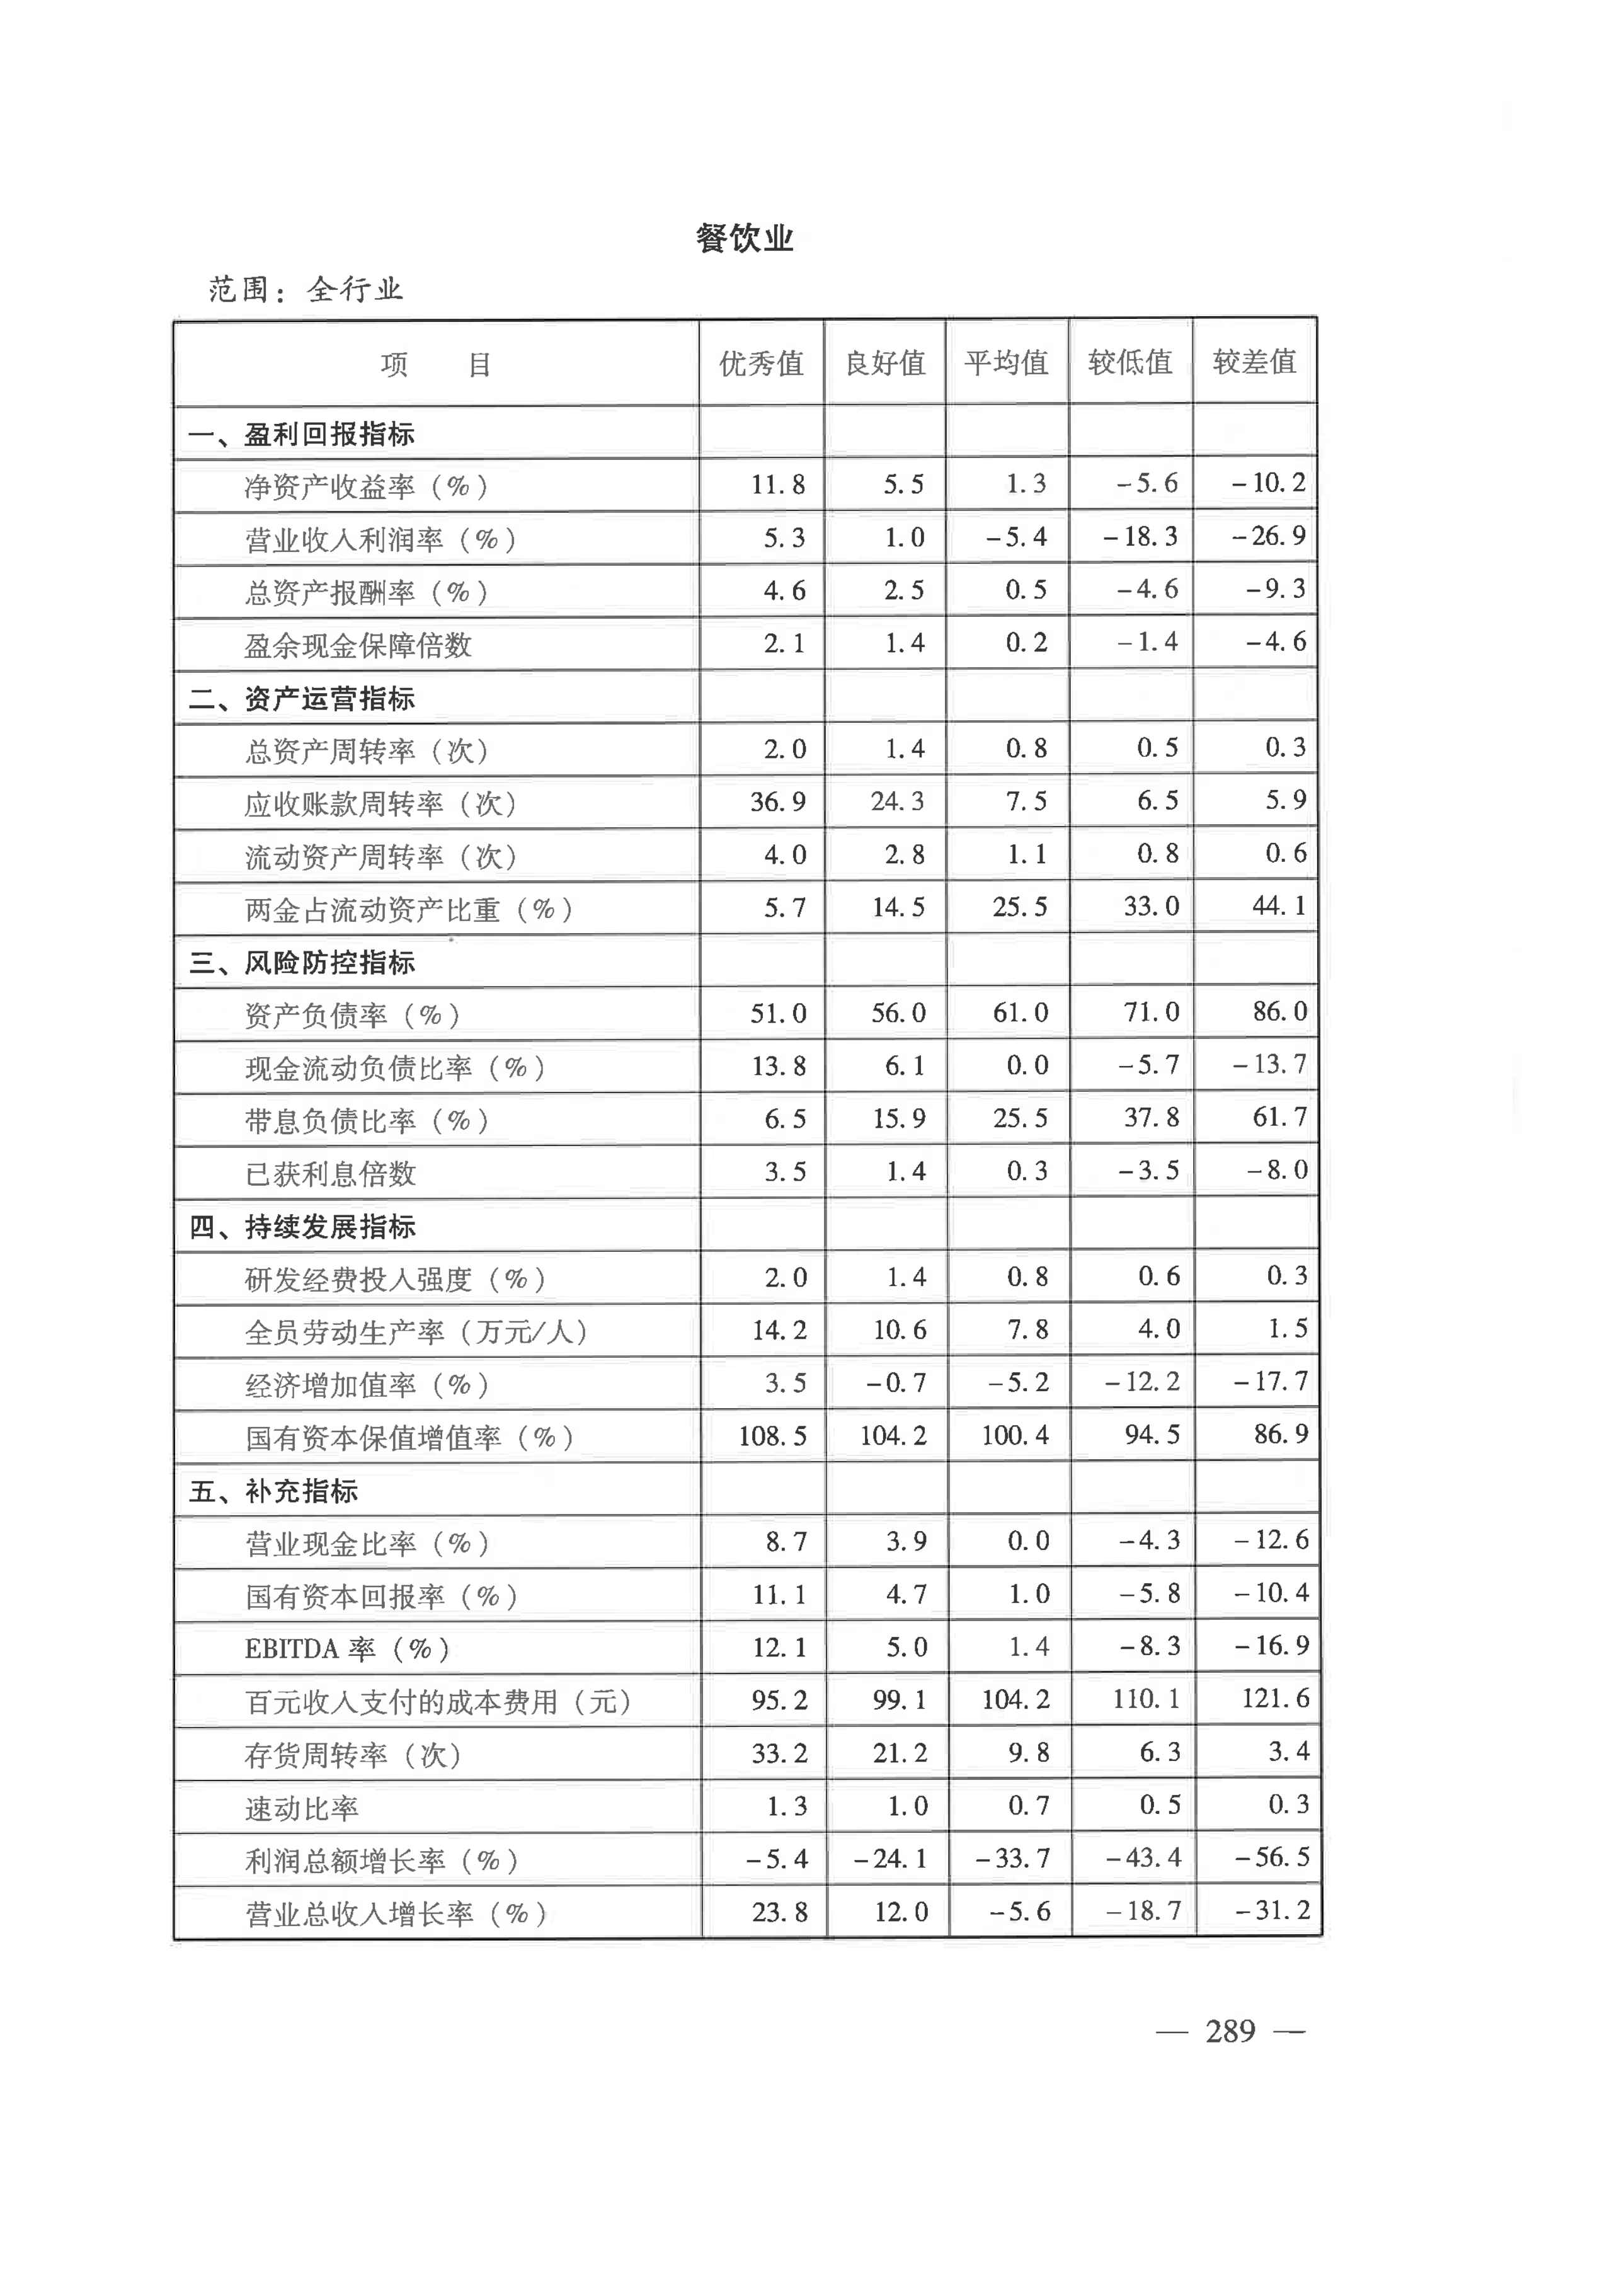 餐饮业
范围：全行业
项 目 优秀值 良好值 平均值 较低值 较差值
一、盈利回报指标
净资产收益率（%） 11.8 5.5 1.3 -5.6 -10.2
营业收入利润率（%） 5.3 1.0 -5.4 -18.3 -26.9
总资产报酬率（%） 4.6 2.5 0.5 -4.6 -9.3
盈余现金保障倍数 2.1 1.4 0.2 -1.4 -4.6
二、资产运营指标
总资产周转率（次） 2.0 1.4 0.8 0.5 0.3
应收账款周转率（次） 36.9 24.3 7.5 6.5 5.9
流动资产周转率（次） 4.0 2.8 1.1 0.8 0.6
两金占流动资产比重（%） 5.7 14.5 25.5 33.0 44.1
三、风险防控指标
资产负债率（%） 51.0 56.0 61.0 71.0 86.0
现金流动负债比率（%） 13.8 6.1 0.0 -5.7 -13.7
带息负债比率（%） 6.5 15.9 25.5 37.8 61.7
已获利息倍数 3.5 1.4 0.3 -3.5 -8.0
四、持续发展指标
研发经费投入强度（%） 2.0 1.4 0.8 0.6 0.3
全员劳动生产率（万元/人） 14.2 10.6 7.8 4.0 1.5
经济增加值率（%） 3.5 -0.7 -5.2 -12.2 -17.7
国有资本保值增值率（%） 108.5 104.2 100.4 94.5 86.9
五、补充指标
营业现金比率（%） 8.7 3.9 0.0 -4.3 -12.6
国有资本回报率（%） 11.1 4.7 1.0 -5.8 -10.4
EBITDA 率（%） 12.1 5.0 1.4 -8.3 -16.9
百元收入支付的成本费用（元） 95.2 99.1 104.2 110.1 121.6
存货周转率（次） 33.2 21.2 9.8 6.3 3.4
速动比率 1.3 1.0 0.7 0.5 0.3
利润总额增长率（%） -5.4 -24.1 -33.7 -43.4 -56.5
营业总收入增长率（%） 23.8 12.0 -5.6 -18.7 -31.2
— 289 —